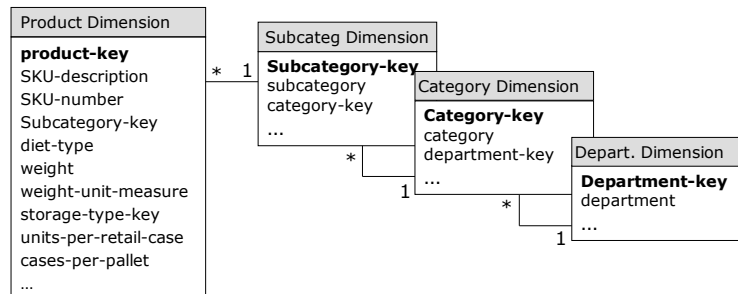 Product Dimension
product-key
SKU-description
SKU-number
Subcategory-key
diet-type
weight
weight-unit-measure
storage-type-key
units-per-retail-case
cases-per-pallet
...
* 1
Subcateg Dimension
Subcategory-key
subcategory
category-key
...
*
1
Category Dimension
Category-key
category
department-key
...
*
1
Depart. Dimension
Department-key
department
...